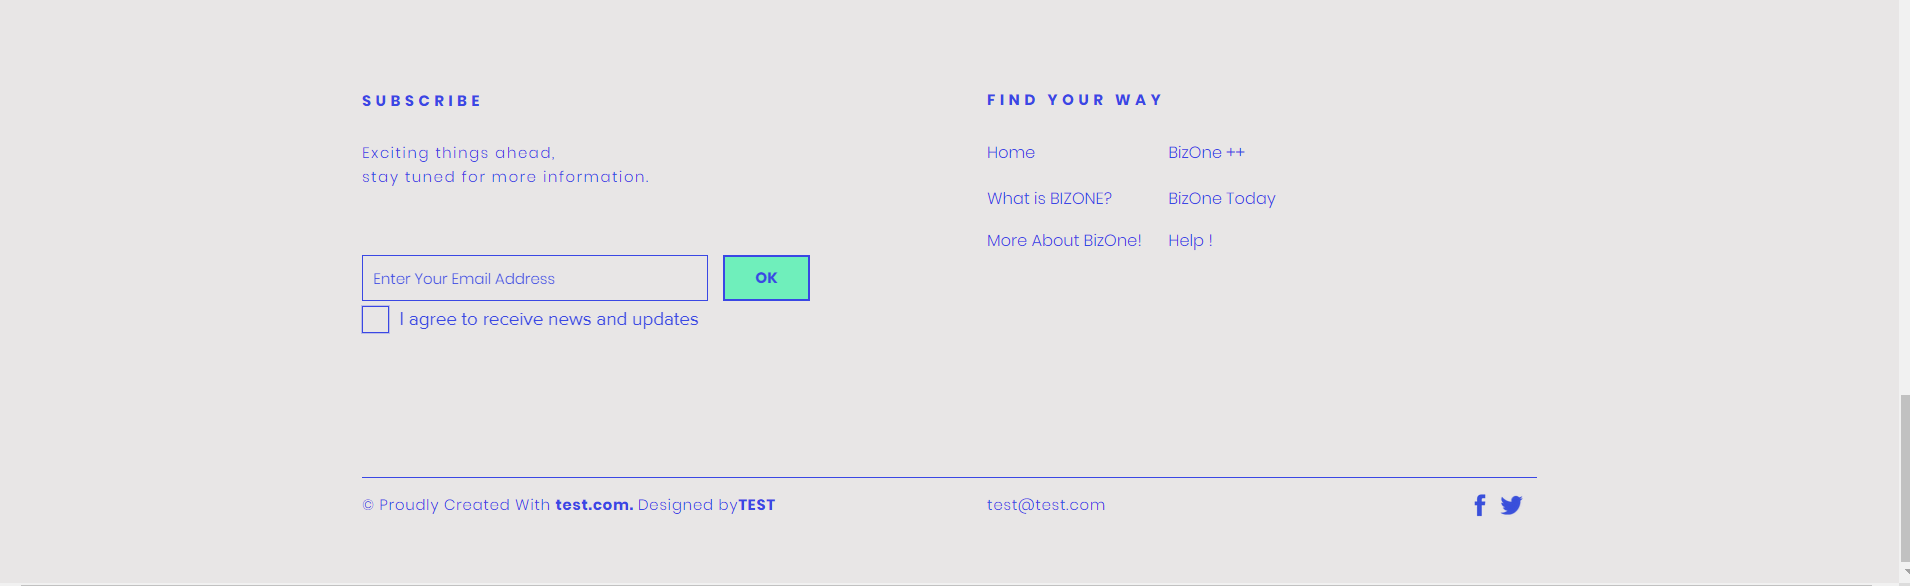 SUBSCRIBE
Exciting things ahead,
stay tuned for more information.
Enter Your Email Address
OK
I agree to receive news and updates
FIND YOUR WAY
Home
BizOne ++
What is BIZONE?
BizOne Today
More About BizOne!
Help !
© Proudly Created With test.com. Designed byTEST
test@test.com